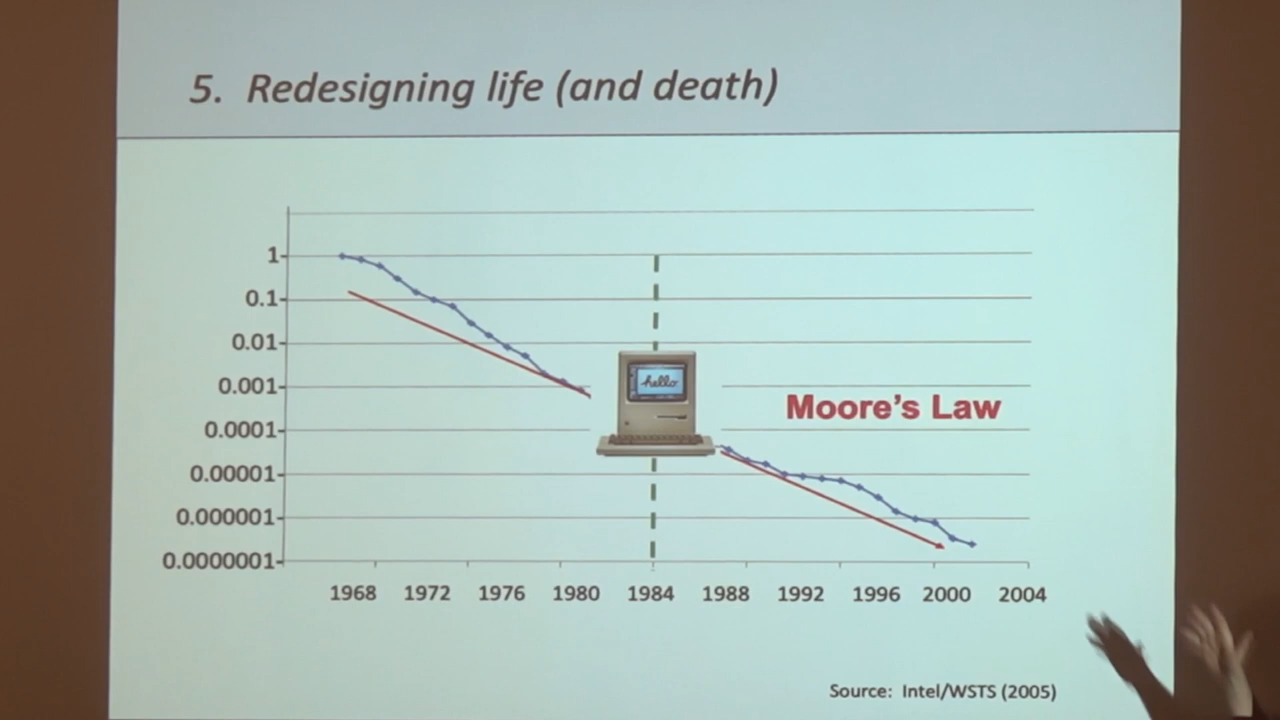 5. Redesigning life (and death)
1
0.1
0.01
0.001
0.0001
0.00001
0.000001
0.0000001
hello
Moore's Law
1968 1972 1976 1980 1984 1988 1992 1996 2000 2004
Source: Intel/WSTS (2005)